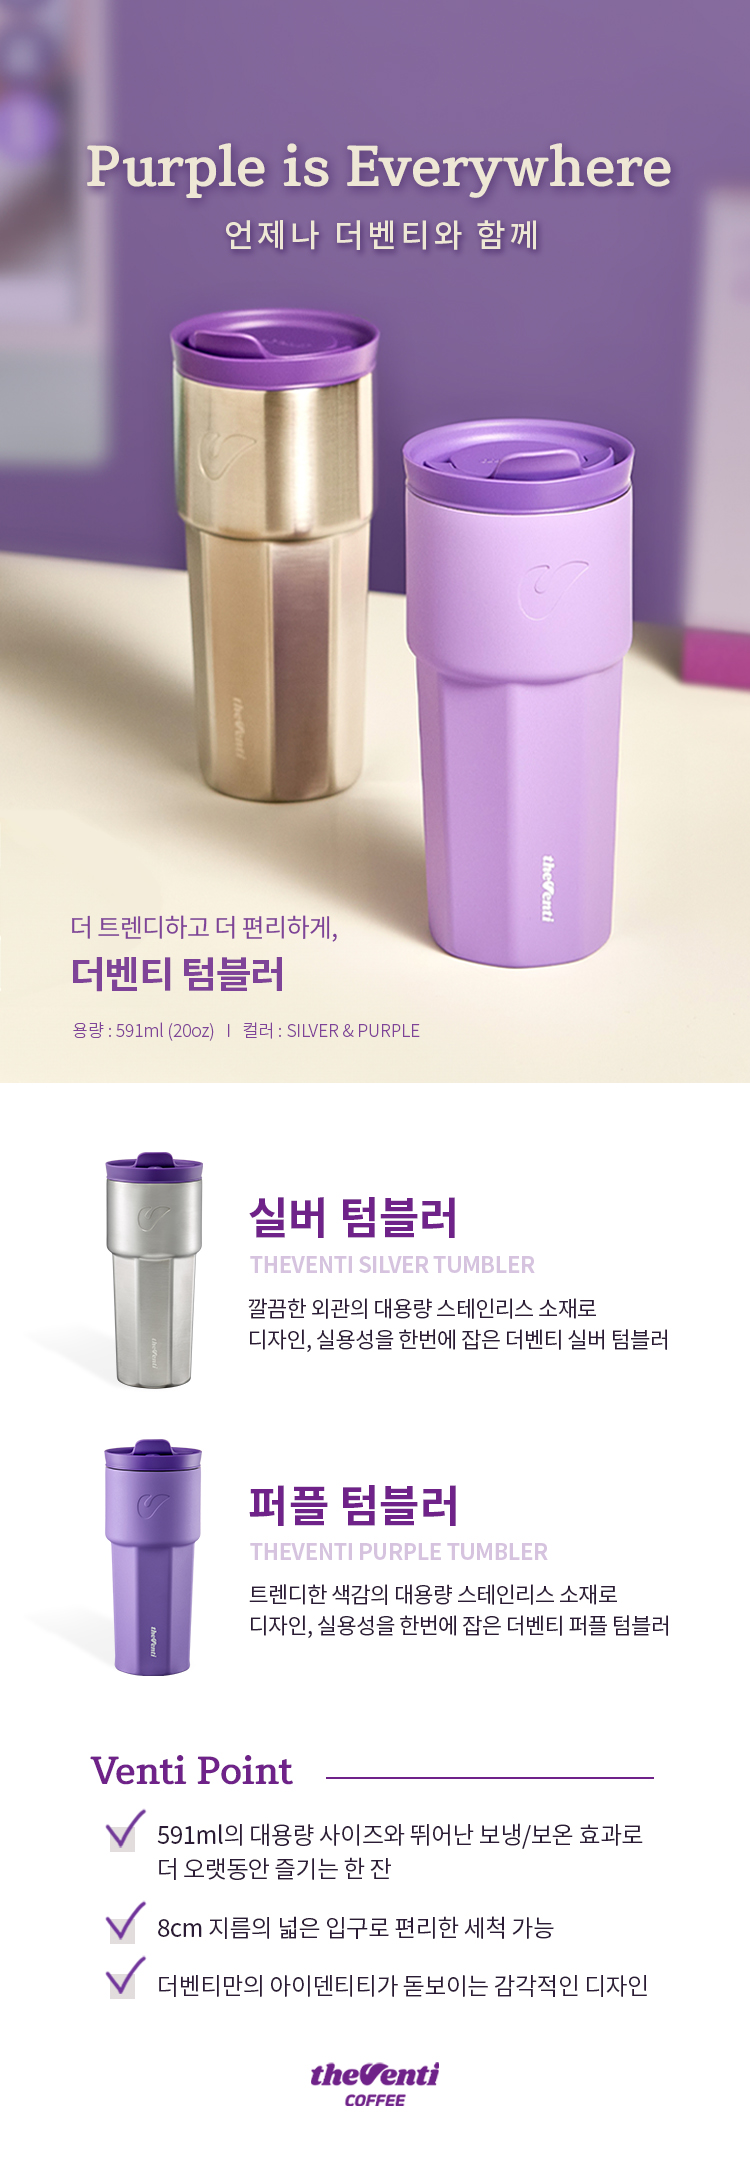 Purple is Everywhere
언제나 더벤티와 함께
theVenti
theVenti
더 트렌디하고 더 편리하게,
더벤티 텀블러
용량 : 591ml (20oz) I 컬러 : SILVER & PURPLE
실버 텀블러
THEVENTI SILVER TUMBLER
깔끔한 외관의 대용량 스테인리스 소재로
디자인, 실용성을 한번에 잡은 더벤티 실버 텀블러
theVenti
퍼플 텀블러
THEVENTI PURPLE TUMBLER
트렌디한 색감의 대용량 스테인리스 소재로
디자인, 실용성을 한번에 잡은 더벤티 퍼플 텀블러
theVenti
Venti Point
591ml의 대용량 사이즈와 뛰어난 보냉/보온 효과로
더 오랫동안 즐기는 한 잔
8cm 지름의 넓은 입구로 편리한 세척 가능
더벤티만의 아이덴티티가 돋보이는 감각적인 디자인
theVenti
COFFEE